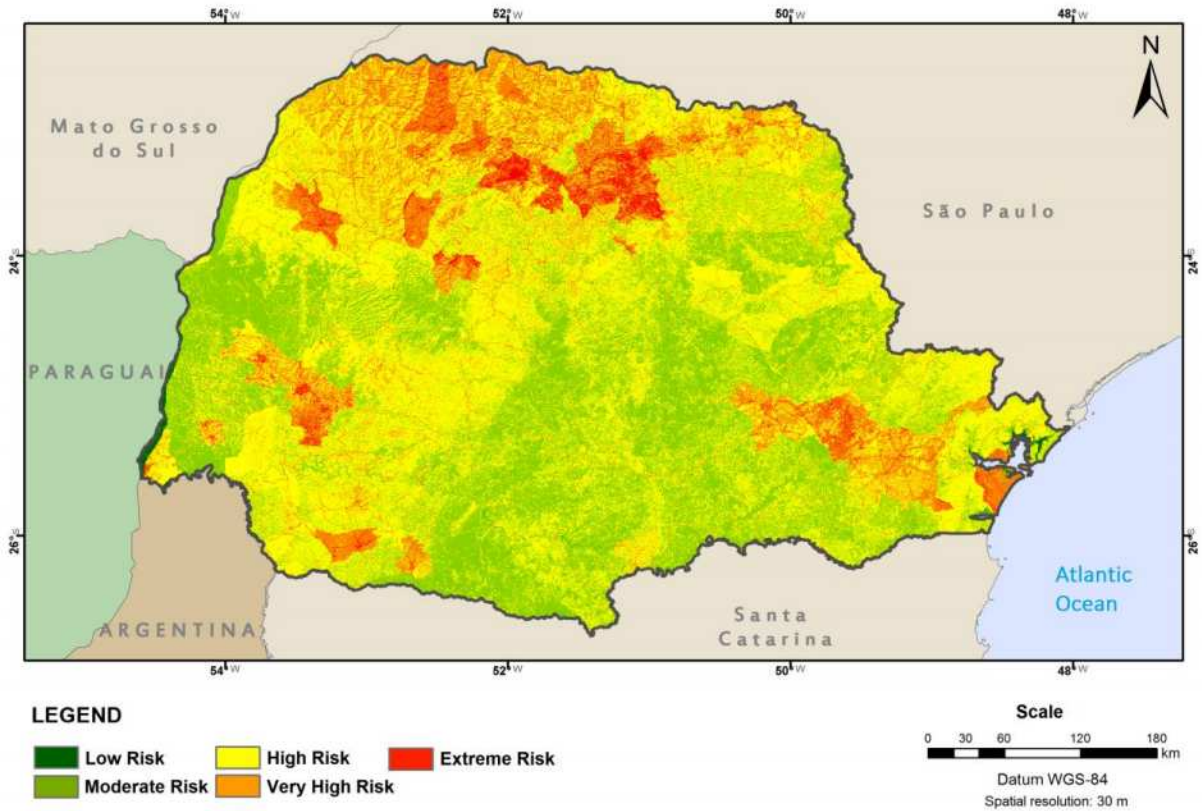 54° W 52° W 50° W 48° W
N
Mato Grosso
do Sul
São Paulo
24° S 24° S
PARAGUAI
26° S 26° S
Atlantic
Ocean
Santa
Catarina
ARGENTINA
54° W 52° W 50° W 48° W
LEGEND
Low Risk High Risk Extreme Risk
Moderate Risk Very High Risk
Scale
0 30 60 120 180
km
Datum WGS-84
Spatial resolution: 30 m